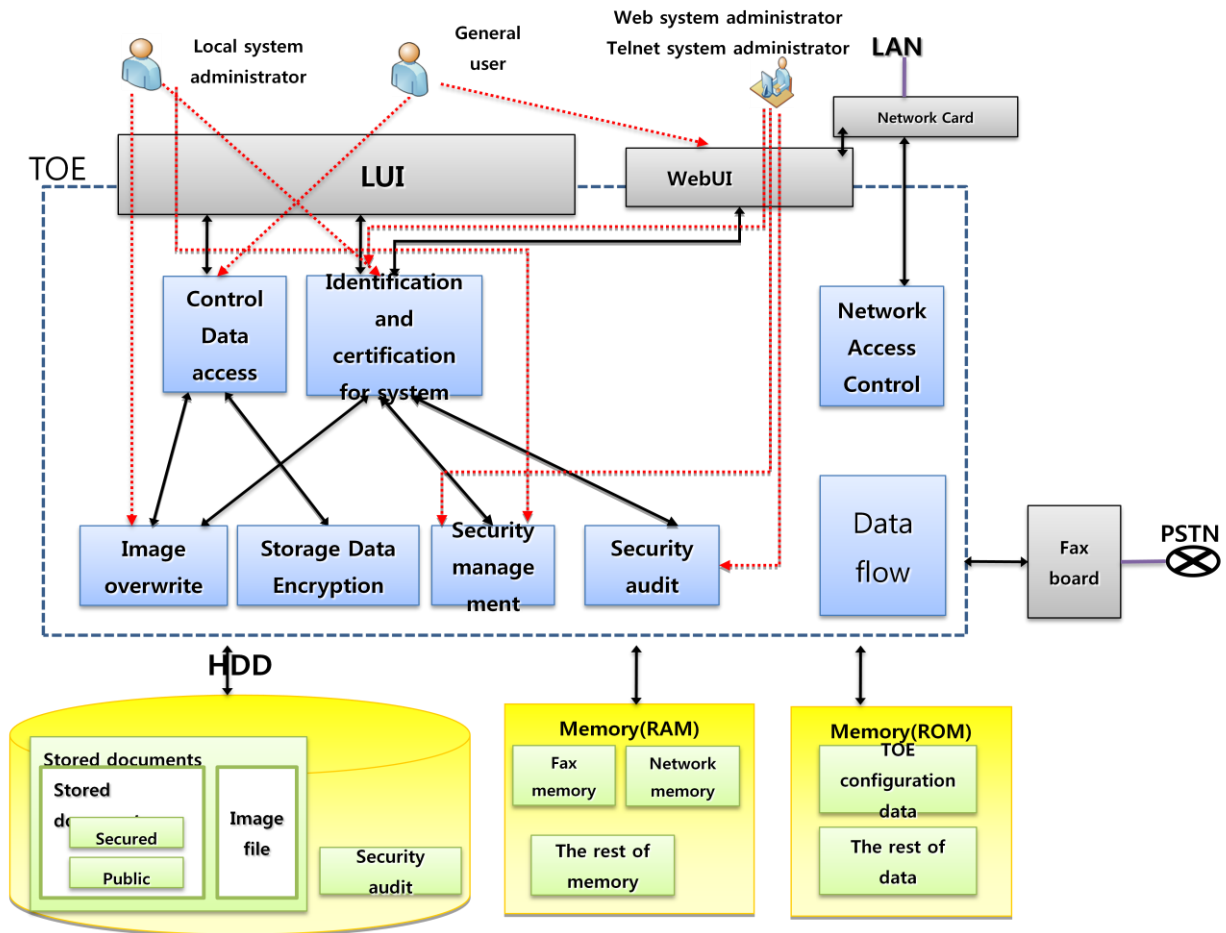 Local system
administrator
General
user
Web system administrator
Telnet system administrator
LAN
Network Card
TOE
LUI
WebUI
Control
Data
access
Identification
and
certification
for system
Network
Access
Control
Image
overwrite
Storage Data
Encryption
Security
manage
ment
Security
audit
Data
flow
Fax
board
PSTN
HDD
Stored documents
Stored
Secured
Public
Image
file
Security
audit
Memory(RAM)
Fax
memory
Network
memory
The rest of
memory
Memory(ROM)
TOE
configuration
data
The rest of
data